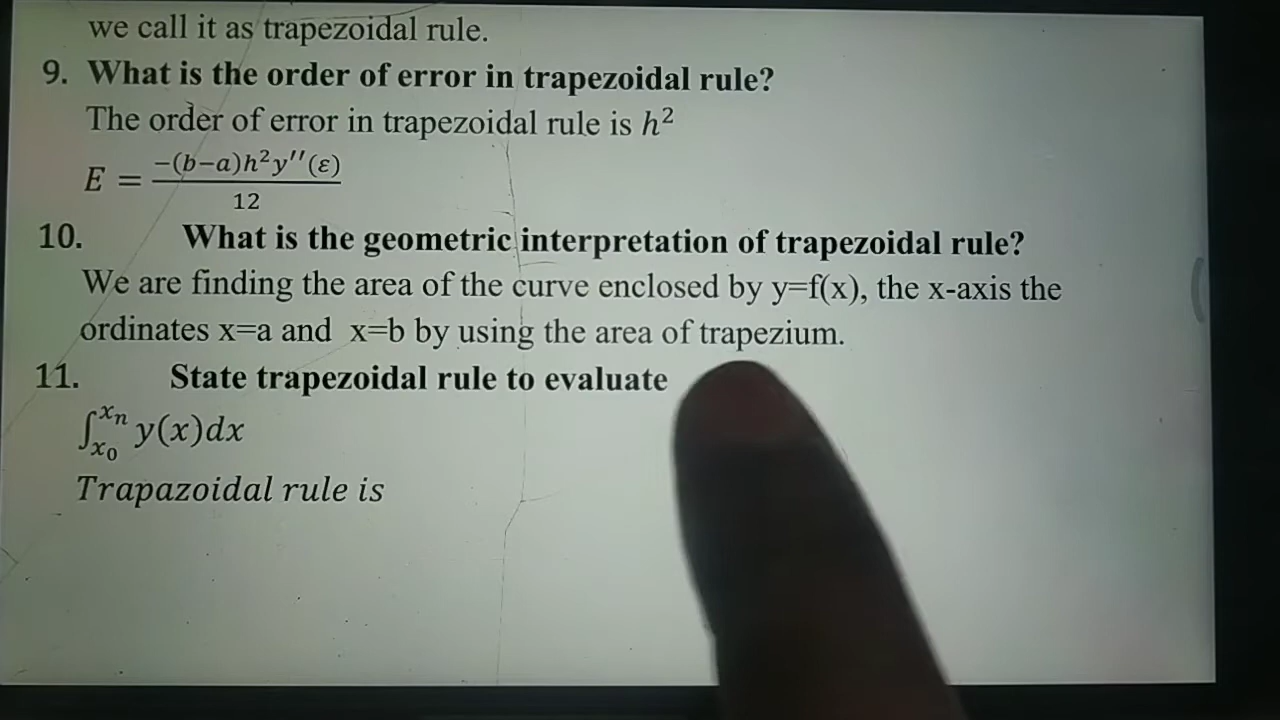 we call it as trapezoidal rule.
9. What is the order of error in trapezoidal rule?
The order of error in trapezoidal rule is h²
E = −(b−a)h²y′′(ε) / 12
10. What is the geometric interpretation of trapezoidal rule?
We are finding the area of the curve enclosed by y=f(x), the x-axis the
ordinates x=a and x=b by using the area of trapezium.
11. State trapezoidal rule to evaluate
∫_{x₀}^{xₙ} y(x)dx
Trapazoidal rule is